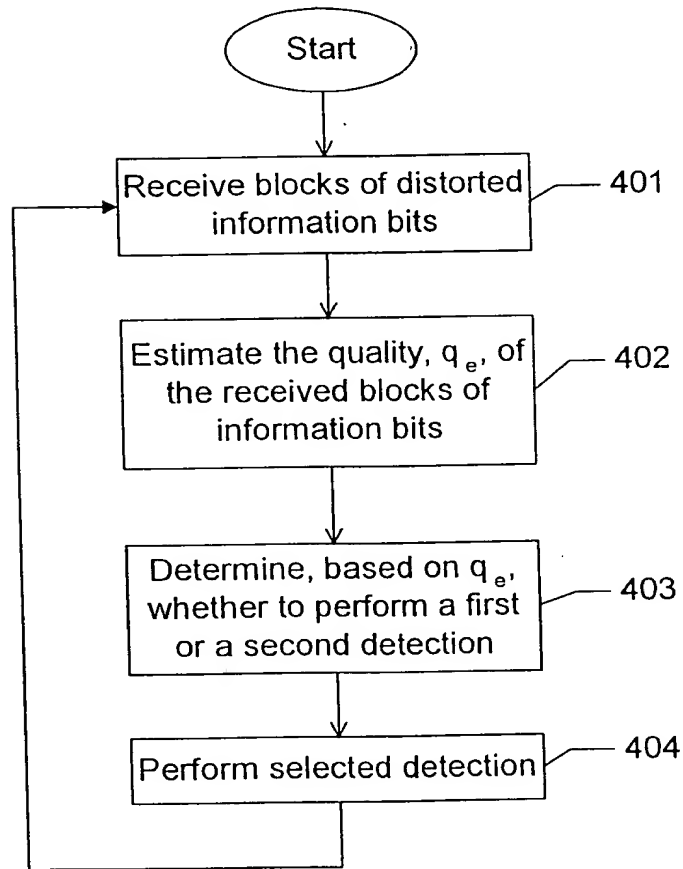 Start
Receive blocks of distorted
information bits
401
Estimate the quality, q e, of
the received blocks of
information bits
402
Determine, based on q e,
whether to perform a first
or a second detection
403
Perform selected detection
404